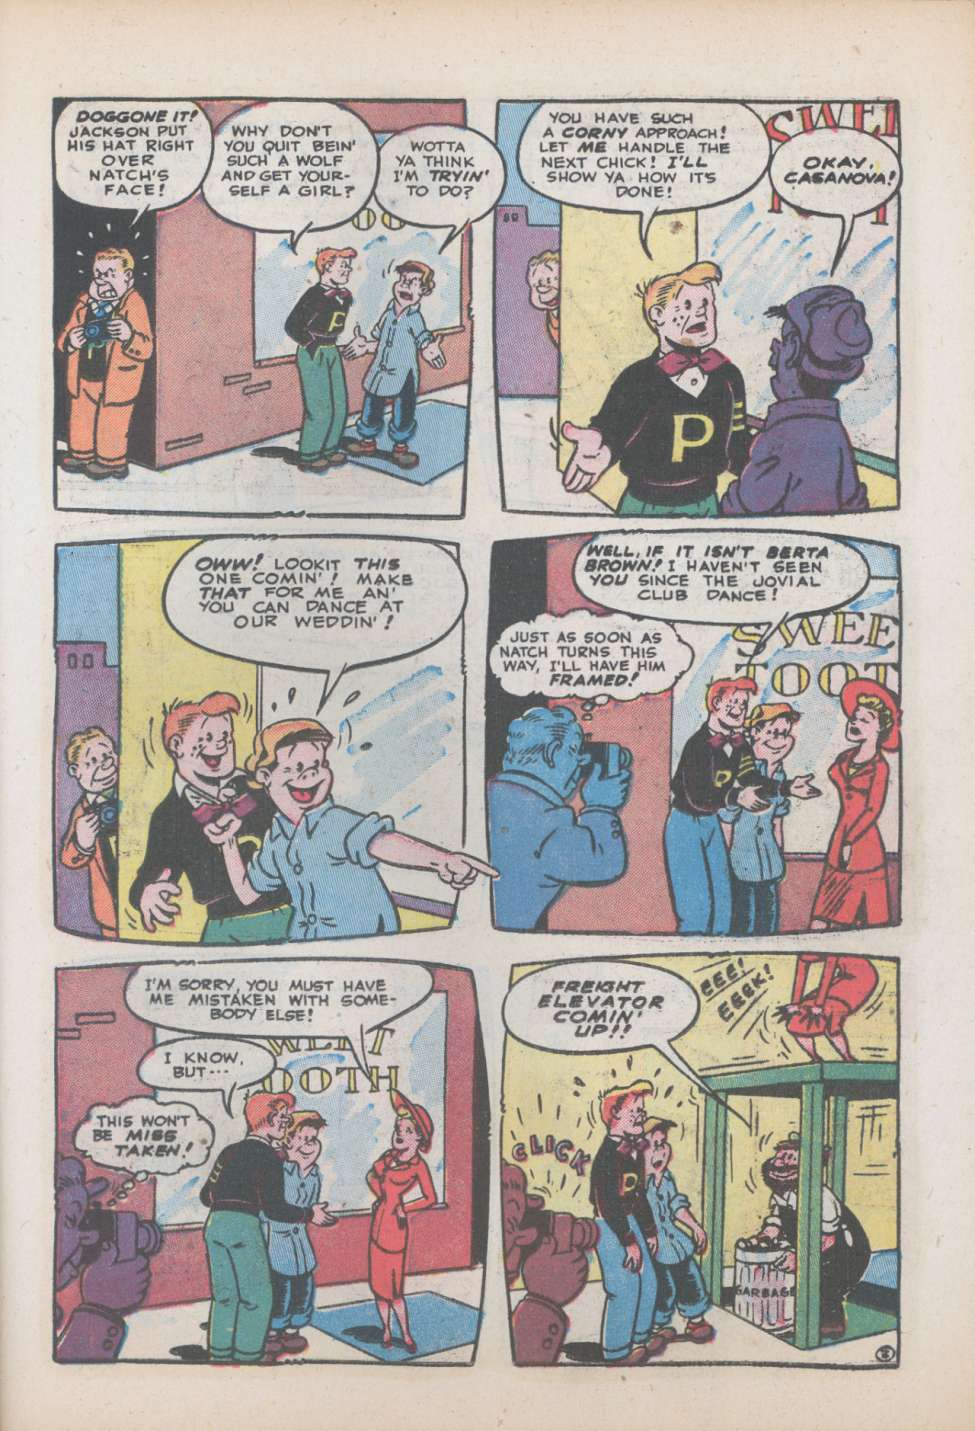 DOGGONE IT!
JACKSON PUT
HIS HAT RIGHT
OVER
NATCH'S
FACE!
WHY DON'T
YOU QUIT BEIN'
SUCH A WOLF
AND GET YOUR-
SELF A GIRL?
WOTTA
YA THINK
I'M TRYIN'
TO DO?
OO
P
YOU HAVE SUCH
A CORNY APPROACH!
LET ME HANDLE THE
NEXT CHICK! I'LL
SHOW YA HOW IT'S
DONE!
OKAY,
CASANOVA!
SWEE
P
OWW! LOOKIT THIS
ONE COMIN'! MAKE
THAT FOR ME AN'
YOU CAN DANCE AT
OUR WEDDIN'!
WELL, IF IT ISN'T BERTA
BROWN! I HAVEN'T SEEN
YOU SINCE THE JOVIAL
CLUB DANCE!
JUST AS SOON AS
NATCH TURNS THIS
WAY, I'LL HAVE HIM
FRAMED!
SWEE
TOOT
P
I'M SORRY, YOU MUST HAVE
ME MISTAKEN WITH SOME-
BODY ELSE!
I KNOW,
BUT---
THIS WON'T
BE MISS
TAKEN!
WEET
OOTH
FREIGHT
ELEVATOR
COMIN'
UP!!
EEE!
EEEK!
CLICK
P
GARBAGE